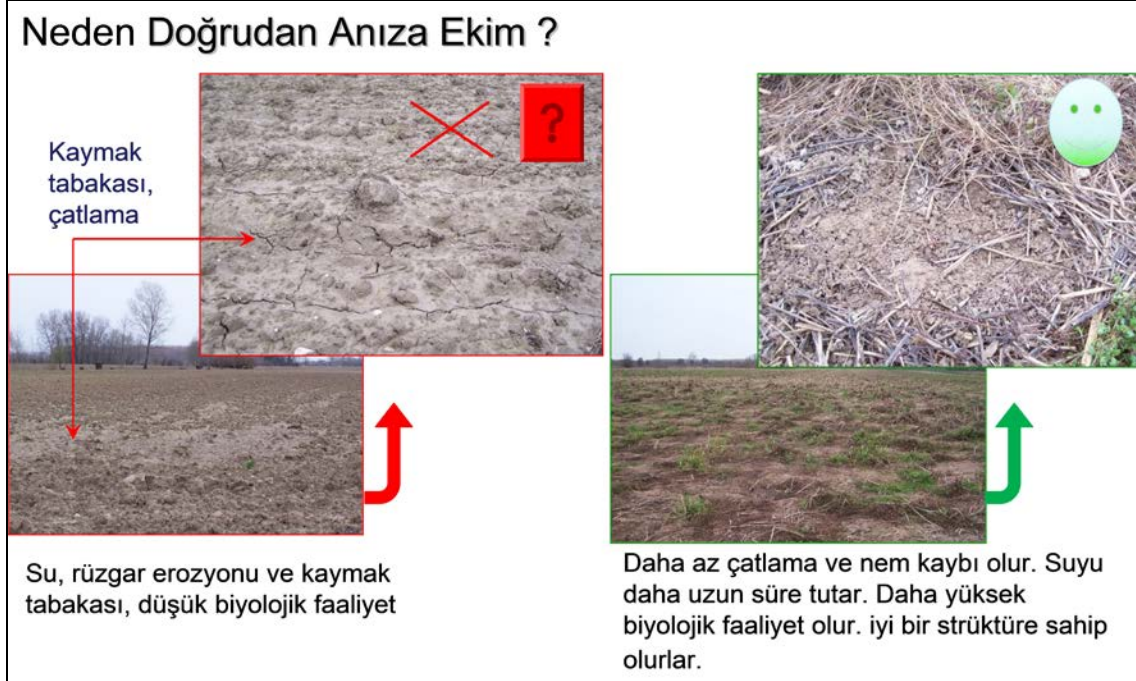 Neden Doğrudan Anıza Ekim ?
Kaymak
tabakası,
çatlama
?
Su, rüzgar erozyonu ve kaymak
tabakası, düşük biyolojik faaliyet
Daha az çatlama ve nem kaybı olur. Suyu
daha uzun süre tutar. Daha yüksek
biyolojik faaliyet olur. iyi bir strüktüre sahip
olurlar.